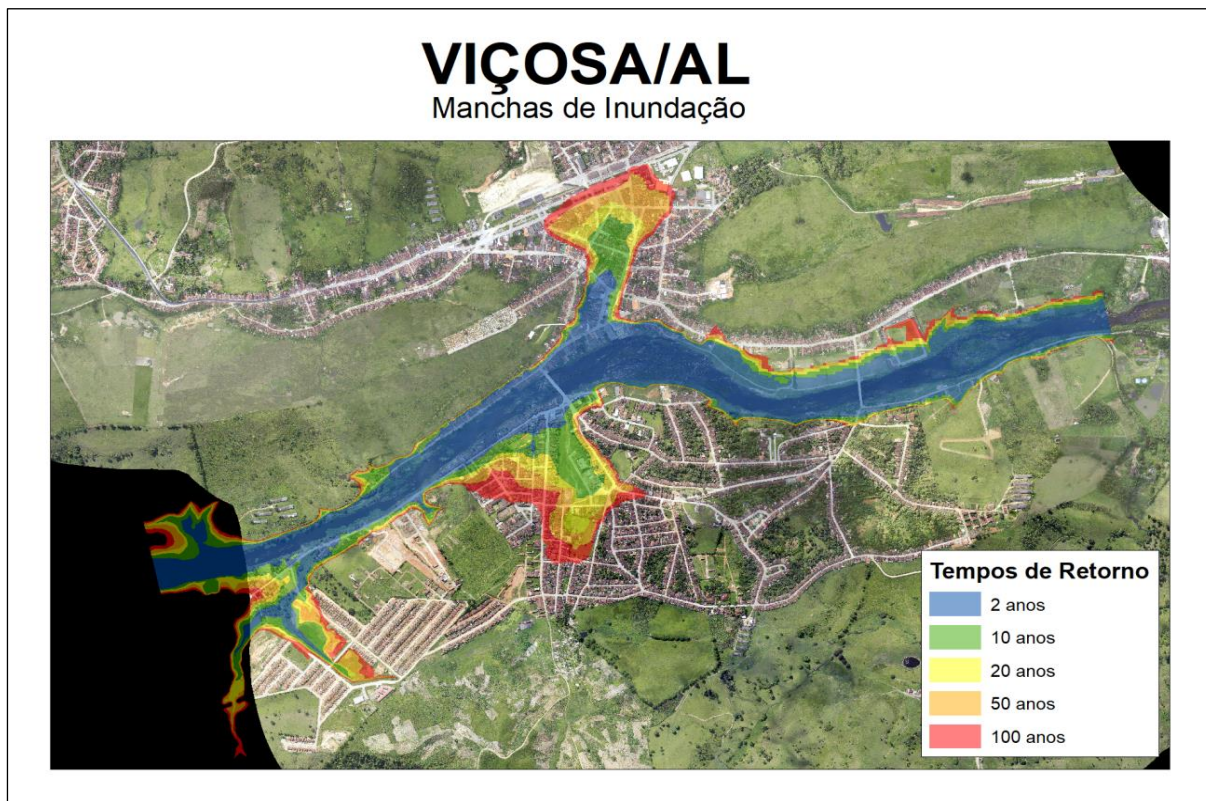 VIÇOSA/AL
Manchas de Inundação
Tempos de Retorno
2 anos
10 anos
20 anos
50 anos
100 anos